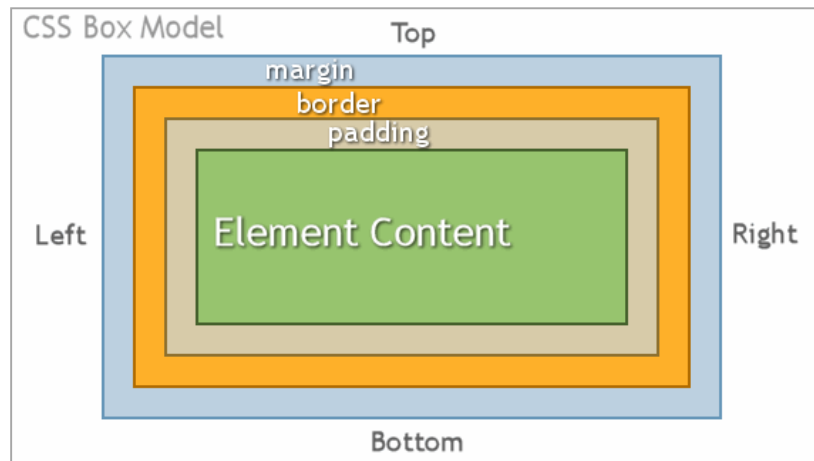 CSS Box Model
Top
margin
border
padding
Element Content
Left
Right
Bottom